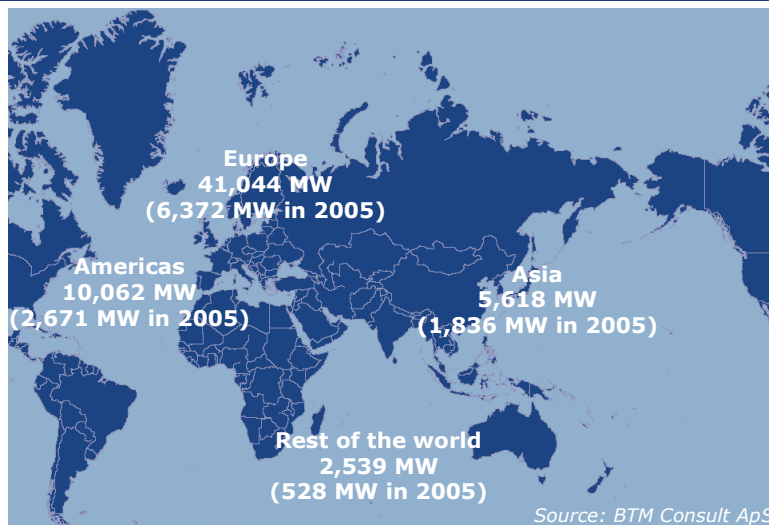 Europe
41,044 MW
(6,372 MW in 2005)
Americas
10,062 MW
(2,671 MW in 2005)
Asia
5,618 MW
(1,836 MW in 2005)
Rest of the world
2,539 MW
(528 MW in 2005)
Source: BTM Consult ApS